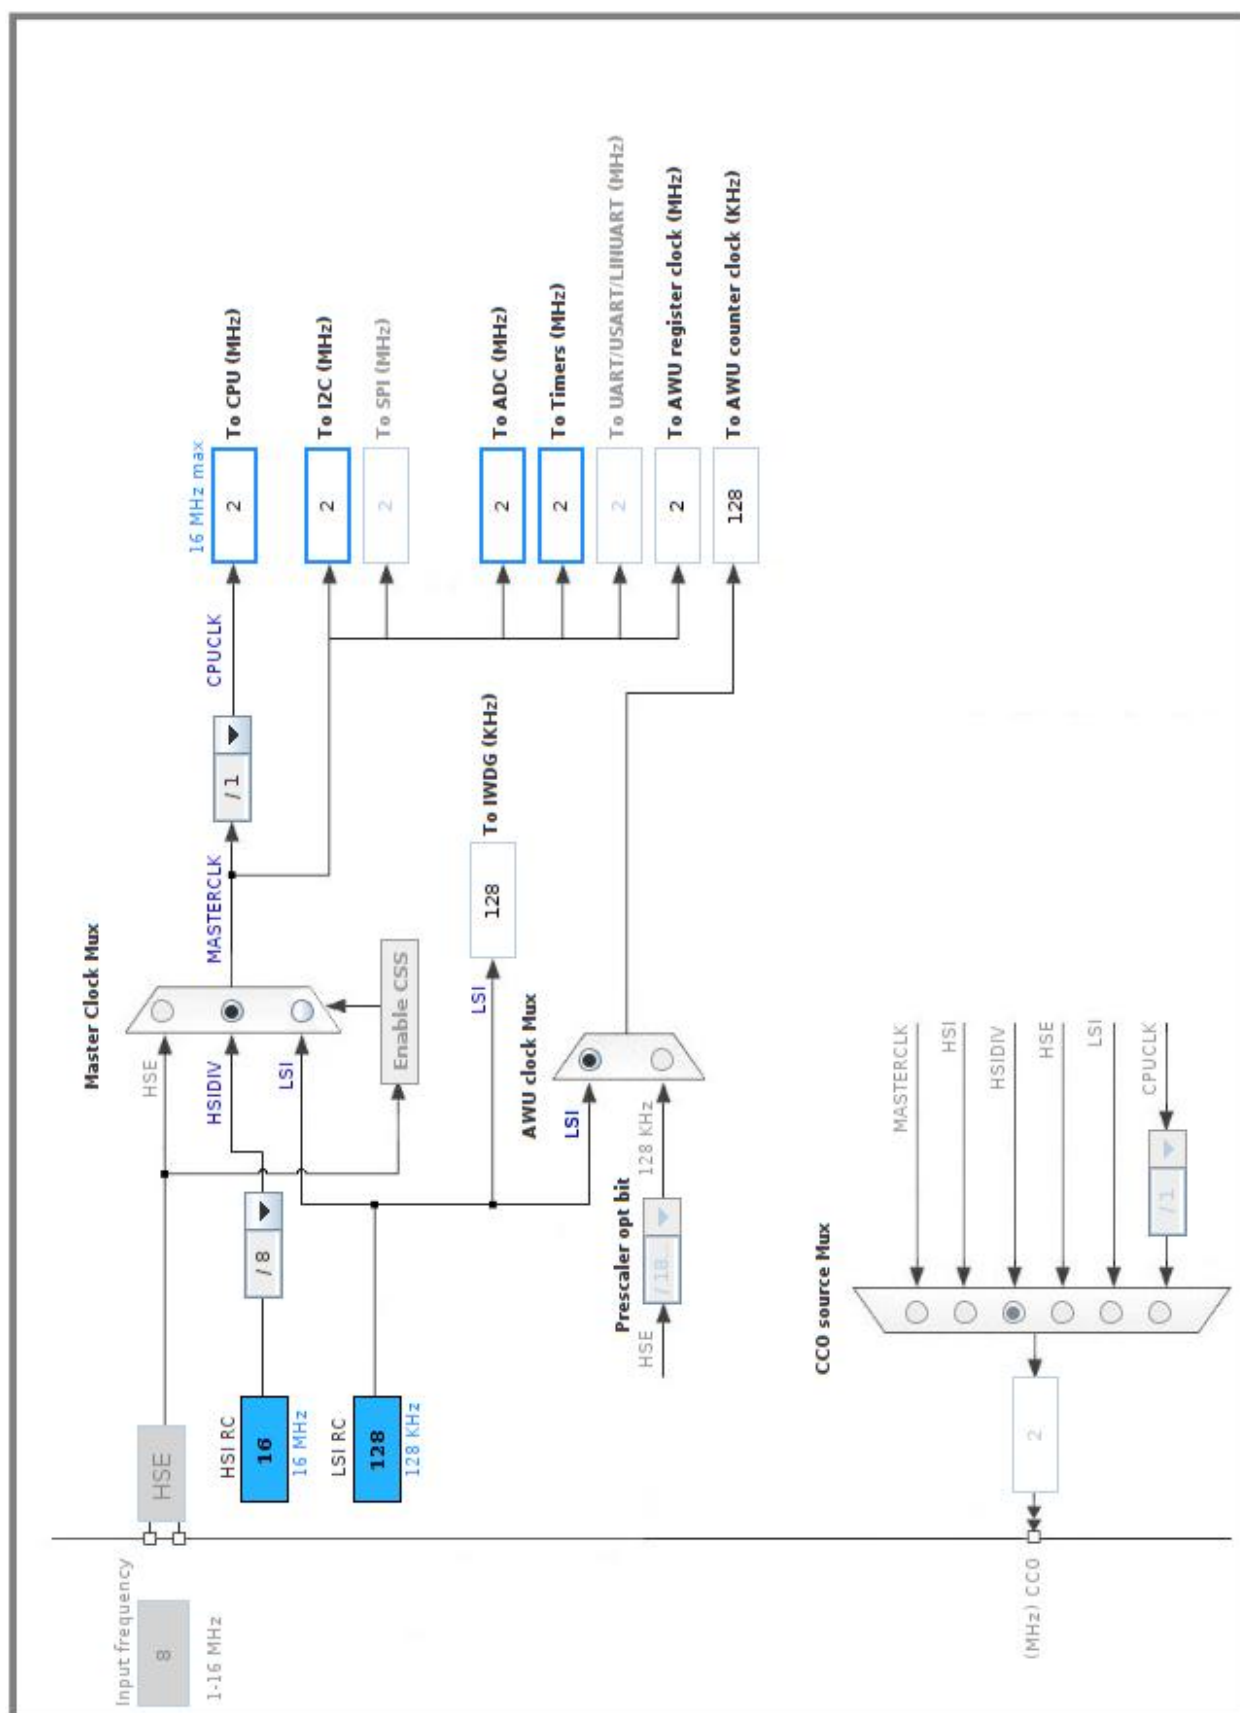 Input frequency
8
1-16 MHz
HSE
HSI RC
16
16 MHz
LSI RC
128
128 KHz
/ 8
HSE
HSIDIV
LSI
Master Clock Mux
Enable CSS
MASTERCLK
/ 1
CPUCLK
16 MHz max
2
To CPU (MHz)
2
To I2C (MHz)
2
To SPI (MHz)
2
To ADC (MHz)
2
To Timers (MHz)
2
To UART/USART/LINUART (MHz)
2
To AWU register clock (MHz)
128
To AWU counter clock (KHz)
LSI
128
To IWDG (KHz)
AWU clock Mux
LSI
Prescaler opt bit
HSE
/ 18...
128 KHz
CCO source Mux
MASTERCLK
HSI
HSIDIV
HSE
LSI
CPUCLK
/ 1
2
(MHz) CCO